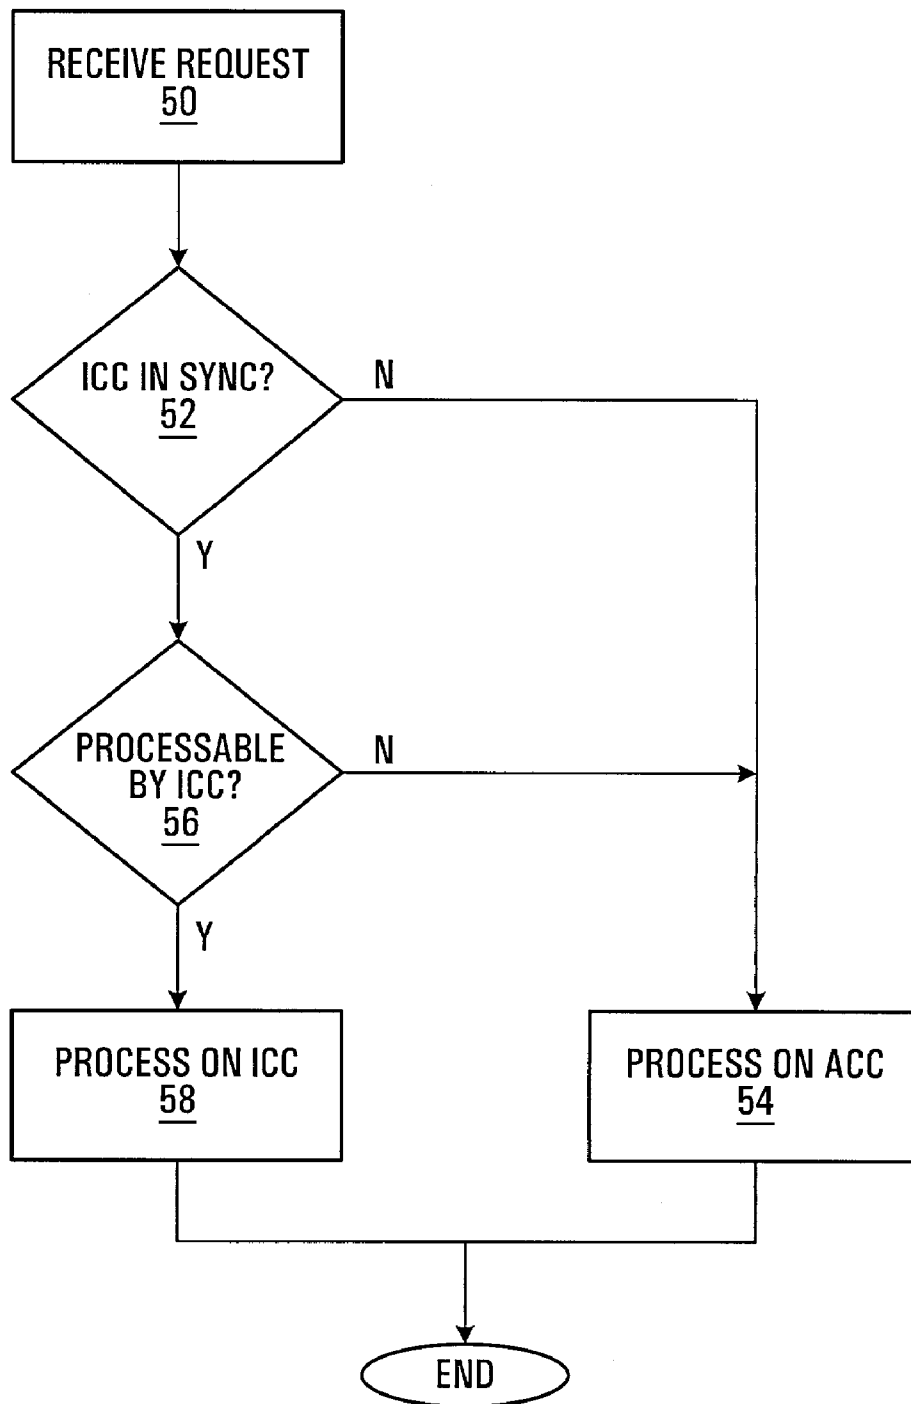 RECEIVE REQUEST
50
ICC IN SYNC?
52
N
Y
PROCESSABLE
BY ICC?
56
N
Y
PROCESS ON ICC
58
PROCESS ON ACC
54
END